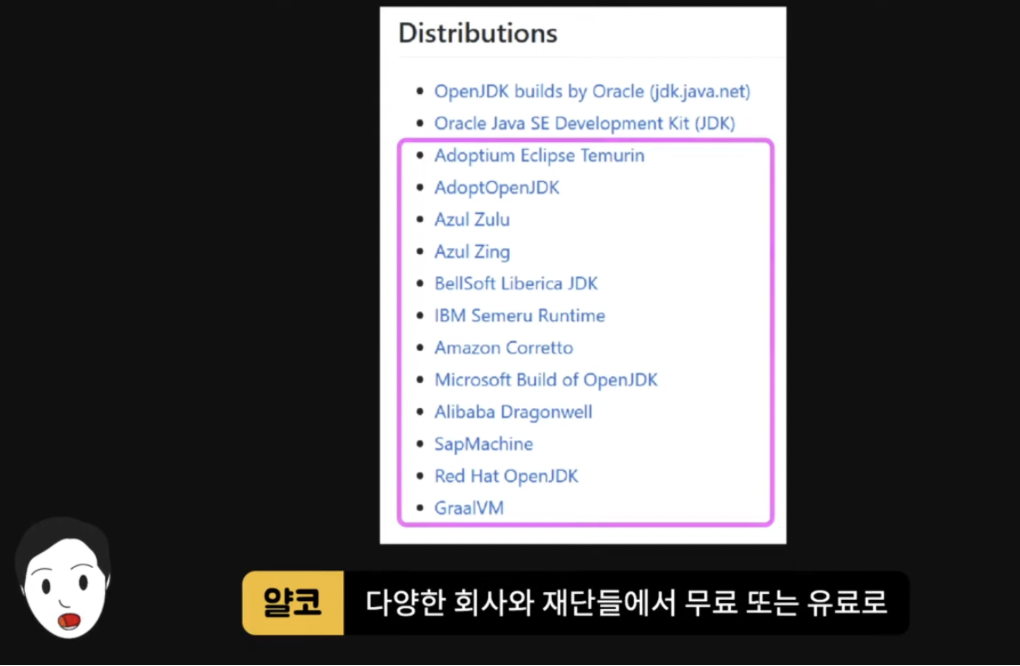 Distributions
OpenJDK builds by Oracle (jdk.java.net)
Oracle Java SE Development Kit (JDK)
Adoptium Eclipse Temurin
AdoptOpenJDK
Azul Zulu
Azul Zing
BellSoft Liberica JDK
IBM Semeru Runtime
Amazon Corretto
Microsoft Build of OpenJDK
Alibaba Dragonwell
SapMachine
Red Hat OpenJDK
GraalVM
얄코 다양한 회사와 재단들에서 무료 또는 유료로